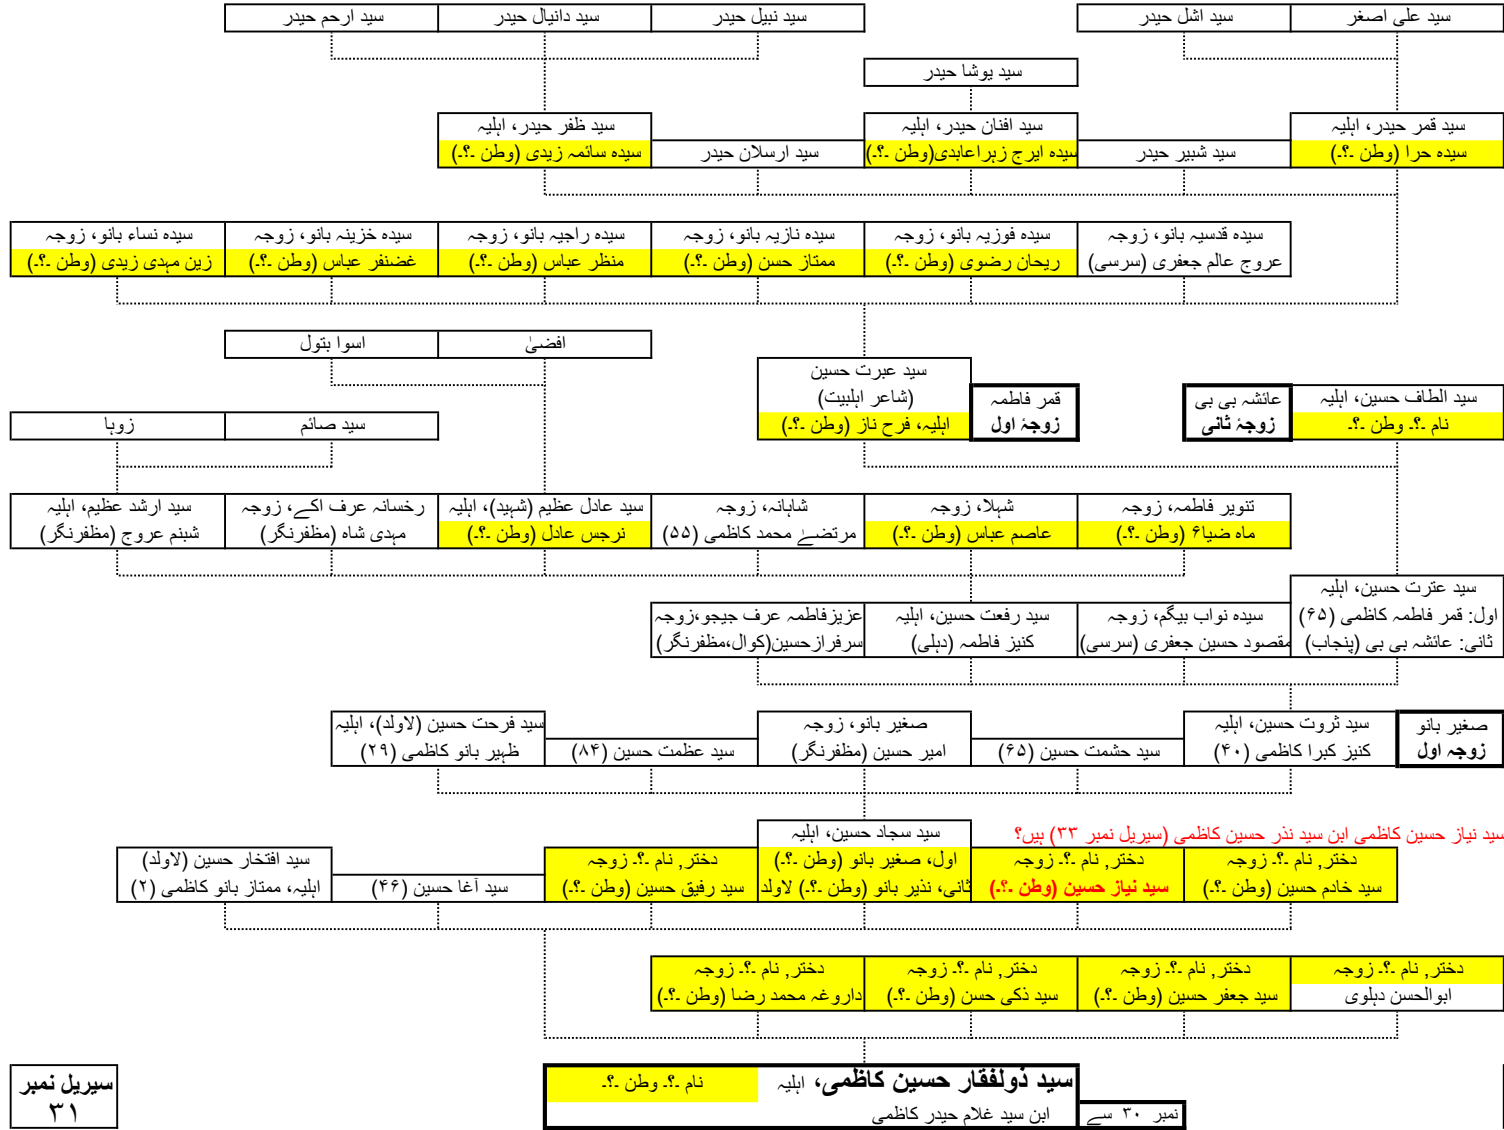 سید علی اصغر
سید اشل حیدر
سید نبیل حیدر
سید دانیال حیدر
سید ارحم حیدر
سید یوشا حیدر
سید قمر حیدر، اہلیہ
سیدہ حرا (وطن ـ؟ـ)
سید شبیر حیدر
سید افنان حیدر، اہلیہ
سیدہ ایرج زہراعابدی(وطن ـ؟ـ)
سید ارسلان حیدر
سید ظفر حیدر، اہلیہ
سیدہ سائمہ زیدی (وطن ـ؟ـ)
سیدہ قدسیہ بانو، زوجہ
عروج عالم جعفری (سرسی)
سیدہ فوزیہ بانو، زوجہ
ریحان رضوی (وطن ـ؟ـ)
سیدہ نازیہ بانو، زوجہ
ممتاز حسن (وطن ـ؟ـ)
سیدہ راجیہ بانو، زوجہ
منظر عباس (وطن ـ؟ـ)
سیدہ خزینہ بانو، زوجہ
غضنفر عباس (وطن ـ؟ـ)
سیدہ نساء بانو، زوجہ
زین مہدی زیدی (وطن ـ؟ـ)
افضیٰ
اسوا بتول
سید الطاف حسین، اہلیہ
نام ـ؟ـ وطن ـ؟ـ
عائشہ بی بی
زوجۂ ثانی
قمر فاطمہ
زوجۂ اول
سید عبرت حسین
(شاعر اہلبیت)
اہلیہ، فرح ناز (وطن ـ؟ـ)
سید صائم
زوہا
تنویر فاطمہ، زوجہ
ماہ ضیا۶ (وطن ـ؟ـ)
شہلا، زوجہ
عاصم عباس (وطن ـ؟ـ)
شاہانہ، زوجہ
مرتضےٰ محمد کاظمی (۵۵)
سید عادل عظیم (شہید)، اہلیہ
نرجس عادل (وطن ـ؟ـ)
رخسانہ عرف اکے، زوجہ
مہدی شاہ (مظفرنگر)
سید ارشد عظیم، اہلیہ
شبنم عروج (مظفرنگر)
سید عترت حسین، اہلیہ
اول: قمر فاطمہ کاظمی (۶۵)
ثانی: عائشہ بی بی (پنجاب)
سیدہ نواب بیگم، زوجہ
مقصود حسین جعفری (سرسی)
سید رفعت حسین، اہلیہ
کنیز فاطمہ (دہلی)
عزیزفاطمہ عرف جیجو،زوجہ
سرفرازحسین(کوال،مظفرنگر)
صغیر بانو
زوجہ اول
سید ثروت حسین، اہلیہ
کنیز کبرا کاظمی (۴۰)
سید حشمت حسین (۶۵)
صغیر بانو، زوجہ
امیر حسین (مظفرنگر)
سید عظمت حسین (۸۴)
سید فرحت حسین (لاولد)، اہلیہ
ظہیر بانو کاظمی (۲۹)
سید نیاز حسین کاظمی ابن سید نذر حسین کاظمی (سیریل نمبر ۳۳) ہیں؟
دختر, نام ـ؟ـ زوجہ
سید خادم حسین (وطن ـ؟ـ)
دختر, نام ـ؟ـ زوجہ
سید نیاز حسین (وطن ـ؟ـ)
سید سجاد حسین، اہلیہ
اول، صغیر بانو (وطن ـ؟ـ)
ثانی، نذیر بانو (وطن ـ؟ـ) لاولد
دختر, نام ـ؟ـ زوجہ
سید رفیق حسین (وطن ـ؟ـ)
سید آغا حسین (۴۶)
سید افتخار حسین (لاولد)
اہلیہ، ممتاز بانو کاظمی (۲)
دختر, نام ـ؟ـ زوجہ
ابوالحسن دہلوی
دختر, نام ـ؟ـ زوجہ
سید جعفر حسین (وطن ـ؟ـ)
دختر, نام ـ؟ـ زوجہ
سید ذکی حسن (وطن ـ؟ـ)
دختر, نام ـ؟ـ زوجہ
داروغہ محمد رضا (وطن ـ؟ـ)
سید ذولفقار حسین کاظمی، اہلیہ نام ـ؟ـ وطن ـ؟ـ
نمبر ۳۰ سے
ابن سید غلام حیدر کاظمی
سیریل نمبر
۳۱